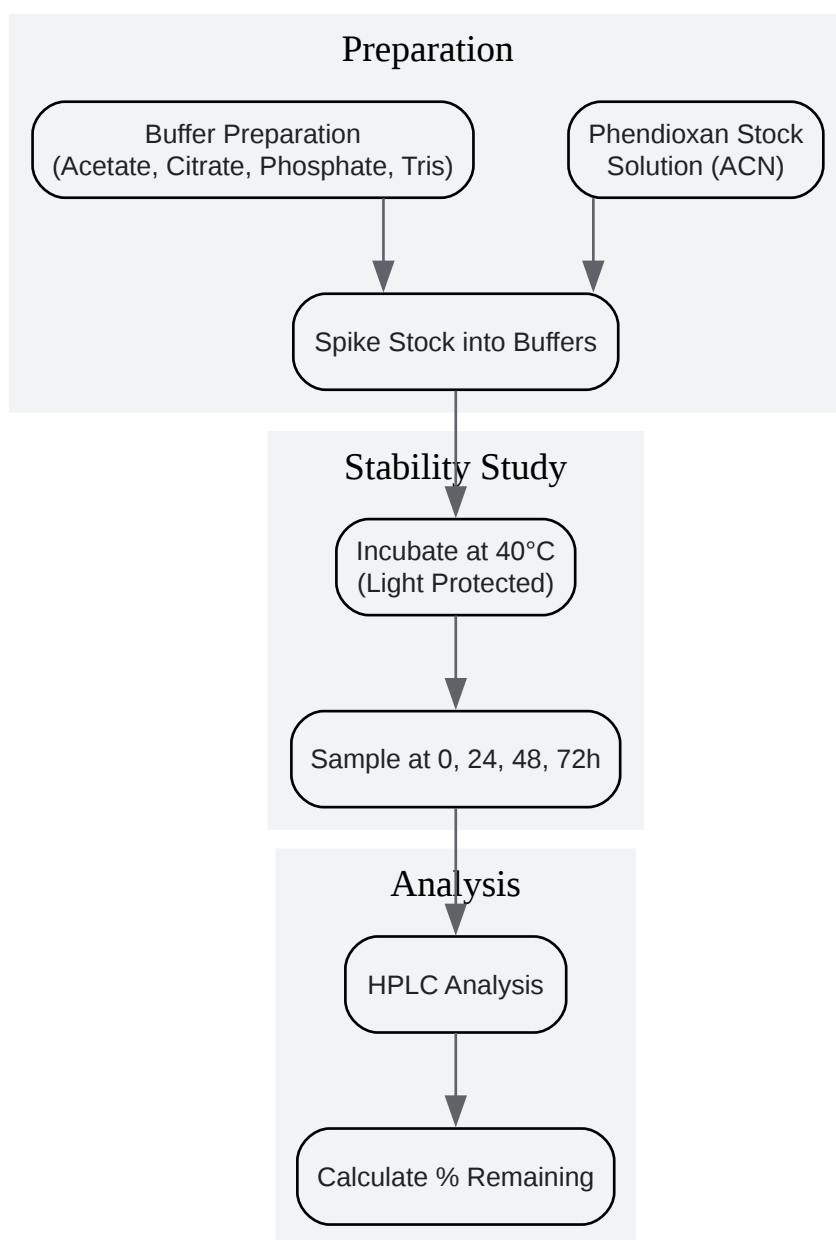 Preparation
Buffer Preparation
(Acetate, Citrate, Phosphate, Tris)
Phendioxan Stock
Solution (ACN)
Spike Stock into Buffers
Stability Study
Incubate at 40°C
(Light Protected)
Sample at 0, 24, 48, 72h
Analysis
HPLC Analysis
Calculate % Remaining